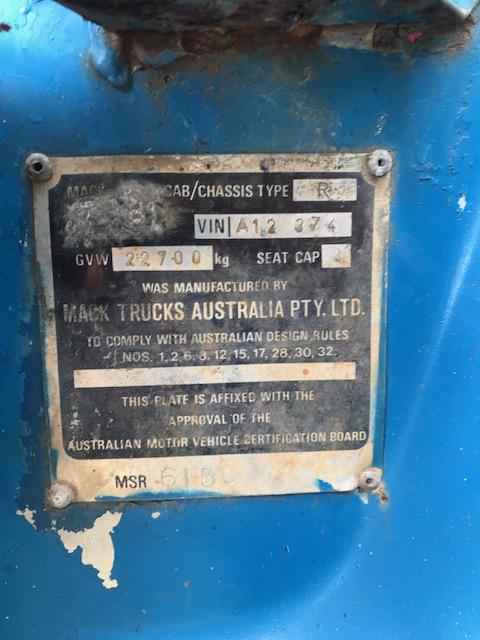 CAB/CHASSIS TYPE R
VIN A12 374
GVW 22700 kg SEAT CAP 2
WAS MANUFACTURED BY
MACK TRUCKS AUSTRALIA PTY. LTD.
TO COMPLY WITH AUSTRALIAN DESIGN RULES
NOS. 1, 2, 6, 8, 12, 15, 17, 28, 30, 32.
THIS PLATE IS AFFIXED WITH THE
APPROVAL OF THE
AUSTRALIAN MOTOR VEHICLE CERTIFICATION BOARD
MSR